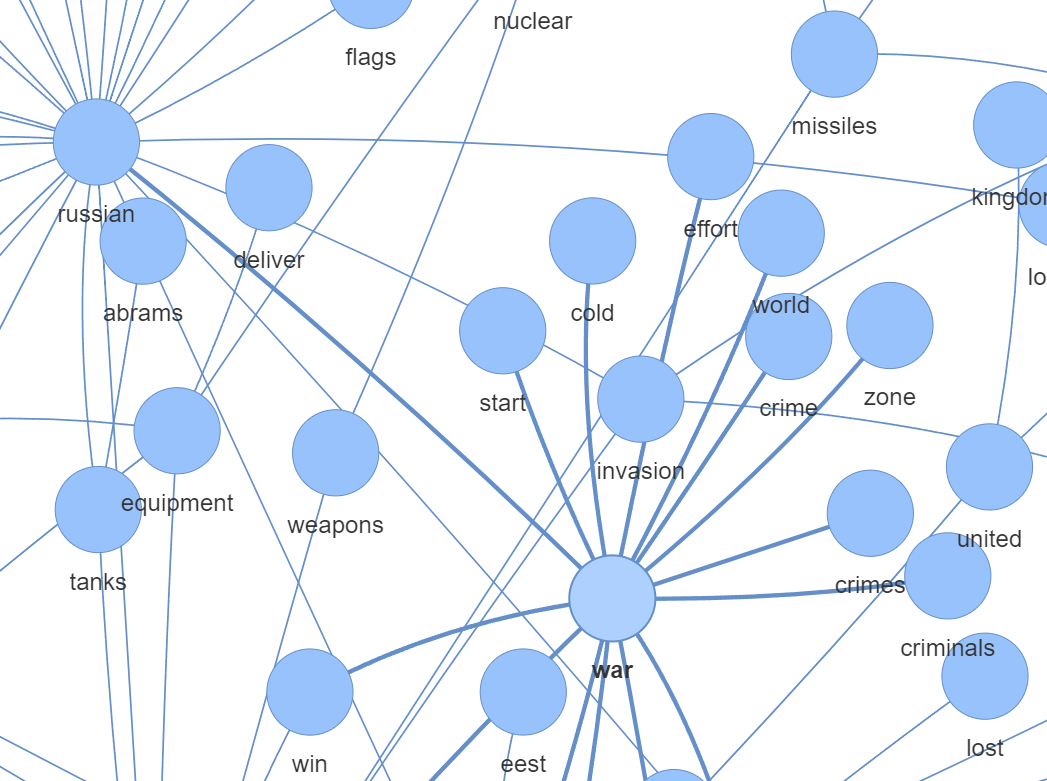 nuclear
flags
missiles
russian
effort
kingdo
deliver
lo
abrams
cold
world
start
crime
zone
invasion
equipment
weapons
united
tanks
crimes
criminals
war
lost
win
eest